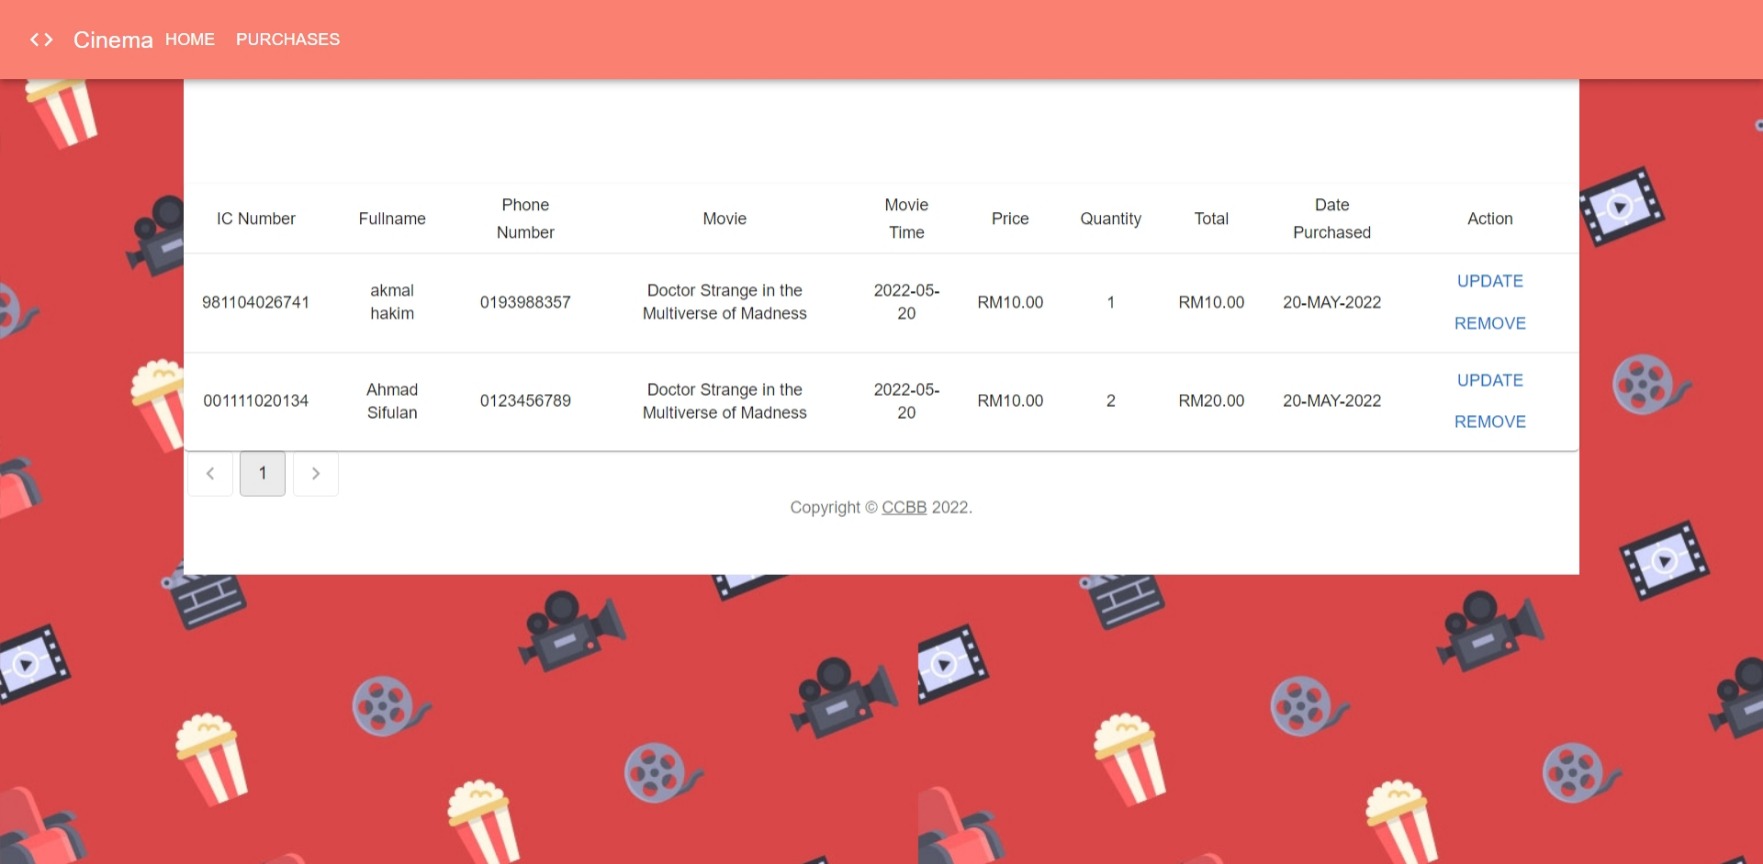 <> Cinema HOME PURCHASES
IC Number Fullname Phone Number Movie Movie Time Price Quantity Total Date Purchased Action
981104026741 akmal hakim 0193988357 Doctor Strange in the Multiverse of Madness 2022-05-20 RM10.00 1 RM10.00 20-MAY-2022 UPDATE REMOVE
001111020134 Ahmad Sifulan 0123456789 Doctor Strange in the Multiverse of Madness 2022-05-20 RM10.00 2 RM20.00 20-MAY-2022 UPDATE REMOVE
< 1 >
Copyright © CCBB 2022.